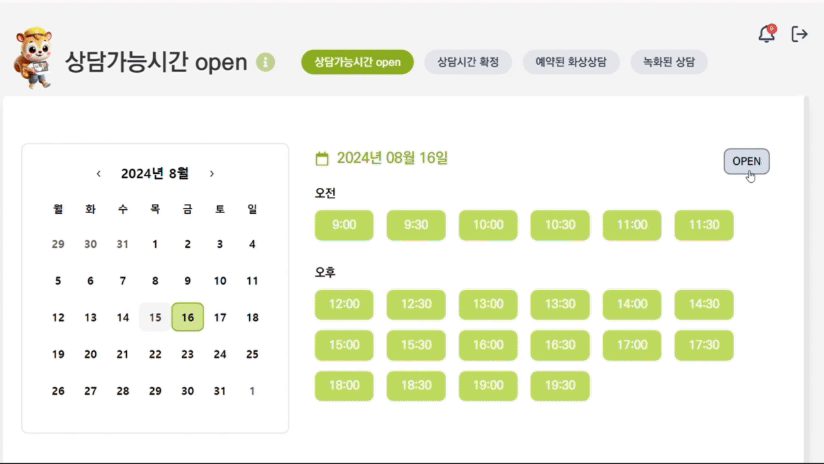 상담가능시간 open
상담가능시간 open 상담시간 확정 예약된 화상상담 녹화된 상담
‹ 2024년 8월 ›
월 화 수 목 금 토 일
29 30 31 1 2 3 4
5 6 7 8 9 10 11
12 13 14 15 16 17 18
19 20 21 22 23 24 25
26 27 28 29 30 31 1
2024년 08월 16일
OPEN
오전
9:00 9:30 10:00 10:30 11:00 11:30
오후
12:00 12:30 13:00 13:30 14:00 14:30
15:00 15:30 16:00 16:30 17:00 17:30
18:00 18:30 19:00 19:30